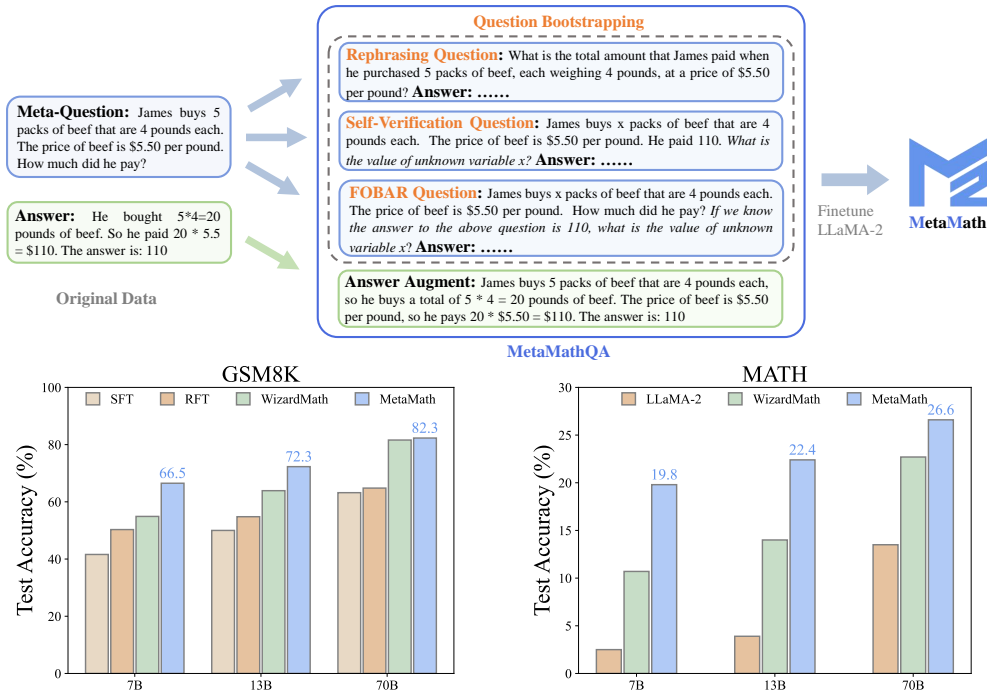 Question Bootstrapping
Rephrasing Question: What is the total amount that James paid when
he purchased 5 packs of beef, each weighing 4 pounds, at a price of $5.50
per pound? Answer: ......
Meta-Question: James buys 5
packs of beef that are 4 pounds each.
The price of beef is $5.50 per pound.
How much did he pay?
Self-Verification Question: James buys x packs of beef that are 4
pounds each. The price of beef is $5.50 per pound. He paid 110. What is
the value of unknown variable x? Answer: ......
FOBAR Question: James buys x packs of beef that are 4 pounds each.
The price of beef is $5.50 per pound. How much did he pay? If we know
the answer to the above question is 110, what is the value of unknown
variable x? Answer: ......
Answer: He bought 5*4=20
pounds of beef. So he paid 20 * 5.5
= $110. The answer is: 110
Original Data
Answer Augment: James buys 5 packs of beef that are 4 pounds each,
so he buys a total of 5 * 4 = 20 pounds of beef. The price of beef is $5.50
per pound, so he pays 20 * $5.50 = $110. The answer is: 110
MetaMathQA
Finetune
LLaMA-2
MetaMath
GSM8K
Test Accuracy (%)
100
80
60
40
20
0
SFT
RFT
WizardMath
MetaMath
66.5
72.3
82.3
7B
13B
70B
MATH
Test Accuracy (%)
30
25
20
15
10
5
0
LLaMA-2
WizardMath
MetaMath
19.8
22.4
26.6
7B
13B
70B